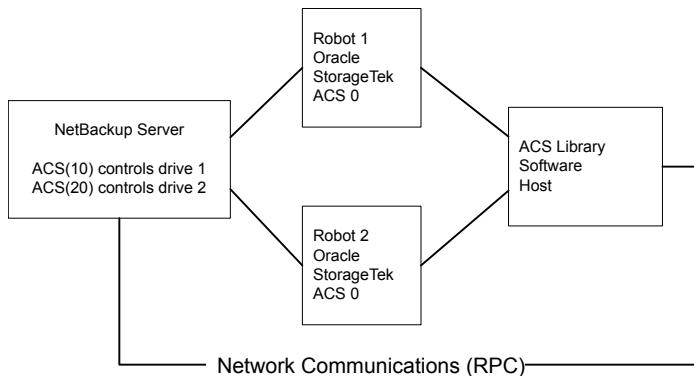 Robot 1
Oracle
StorageTek
ACS 0
NetBackup Server
ACS(10) controls drive 1
ACS(20) controls drive 2
ACS Library
Software
Host
Robot 2
Oracle
StorageTek
ACS 0
Network Communications (RPC)